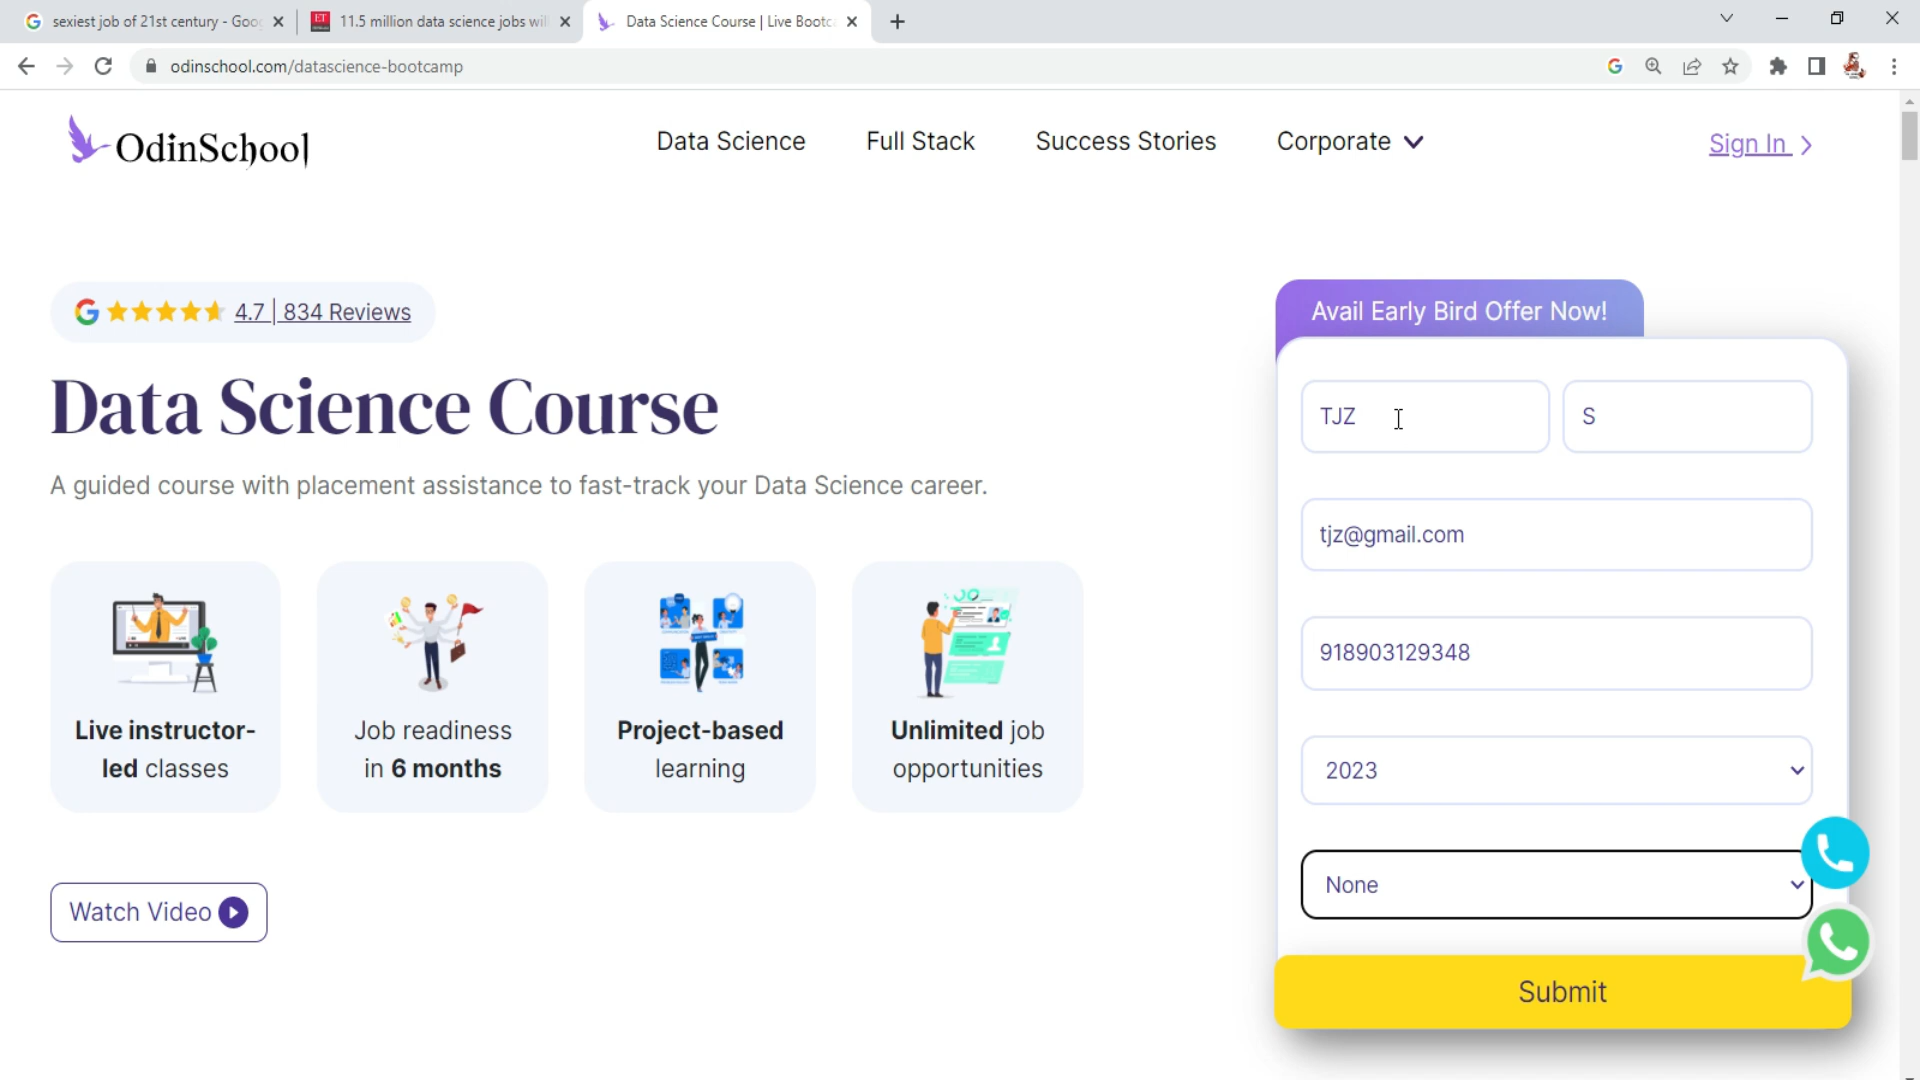 sexiest job of 21st century - Goo
11.5 million data science jobs wil
Data Science Course | Live Bootc
odinschool.com/datascience-bootcamp
OdinSchool
Data Science
Full Stack
Success Stories
Corporate
Sign In
4.7 | 834 Reviews
Data Science Course
A guided course with placement assistance to fast-track your Data Science career.
Live instructor-
led classes
Job readiness
in 6 months
Project-based
learning
Unlimited job
opportunities
Watch Video
Avail Early Bird Offer Now!
TJZ
S
tjz@gmail.com
918903129348
2023
None
Submit